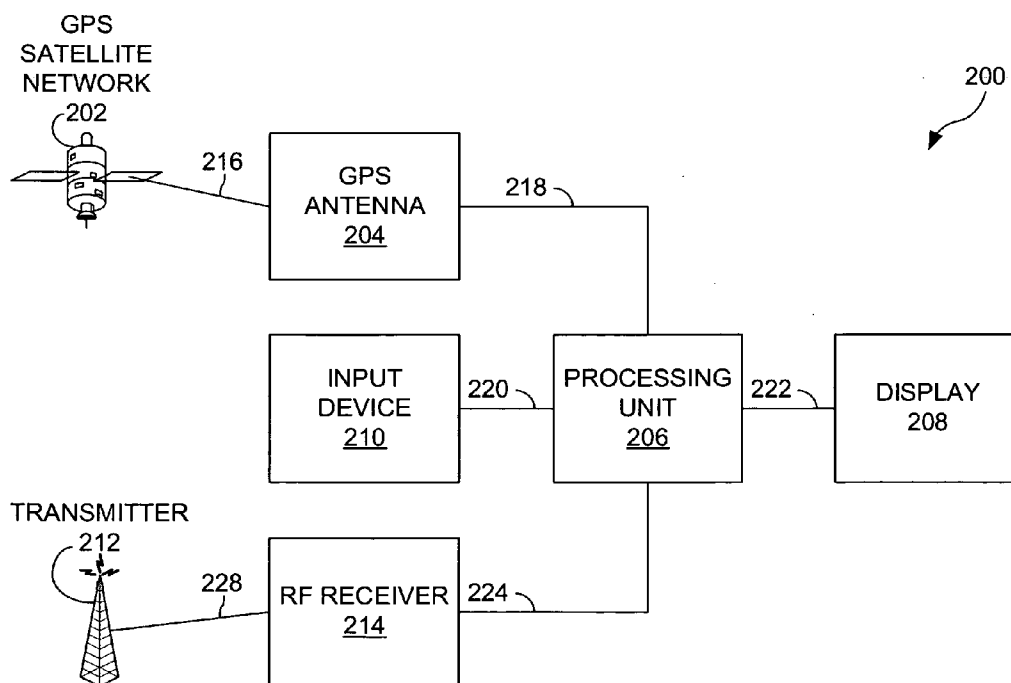 GPS
SATELLITE
NETWORK
202
200
216
GPS
ANTENNA
204
218
INPUT
DEVICE
210
220
PROCESSING
UNIT
206
222
DISPLAY
208
TRANSMITTER
212
228
RF RECEIVER
214
224